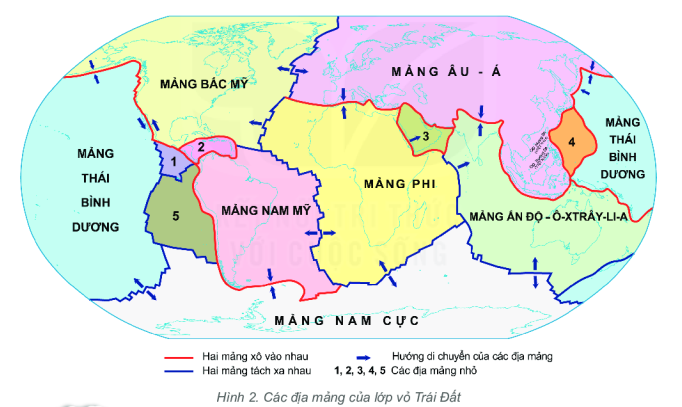 MẢNG BẮC MỸ
MẢNG ÂU - Á
MẢNG
THÁI
BÌNH
DƯƠNG
1
2
3
4
5
MẢNG
THÁI
BÌNH DƯƠNG
MẢNG PHI
MẢNG NAM MỸ
MẢNG ẤN ĐỘ - Ô-XTRÂY-LI-A
MẢNG NAM CỰC
Hai mảng xô vào nhau
Hướng di chuyển của các địa mảng
Hai mảng tách xa nhau
1, 2, 3, 4, 5 Các địa mảng nhỏ
Hình 2. Các địa mảng của lớp vỏ Trái Đất